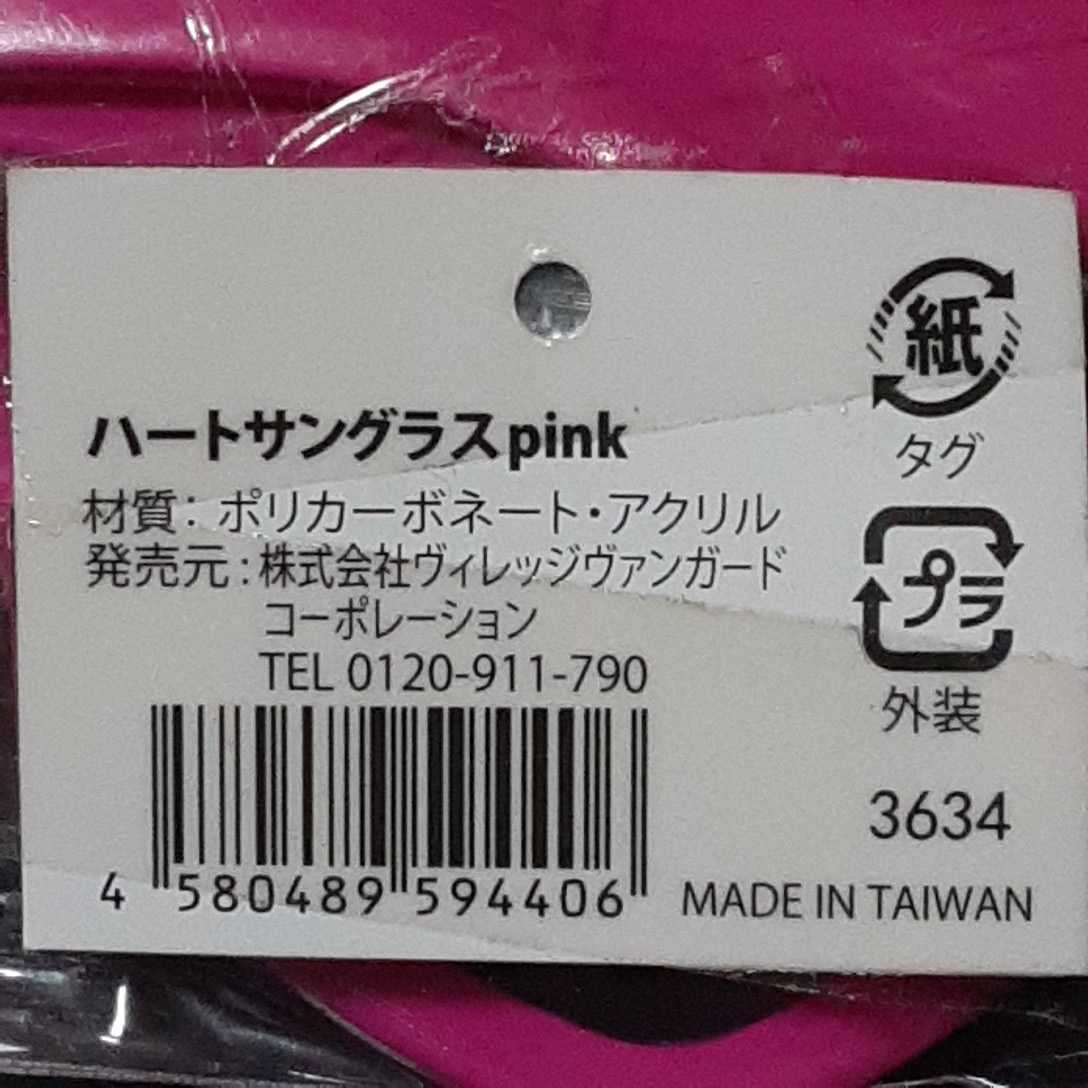 紙
タグ
ハートサングラスpink
材質：ポリカーボネート・アクリル
発売元：株式会社ヴィレッジヴァンガード
コーポレーション
TEL 0120-911-790
プラ
外装
3634
4 580489 594406
MADE IN TAIWAN